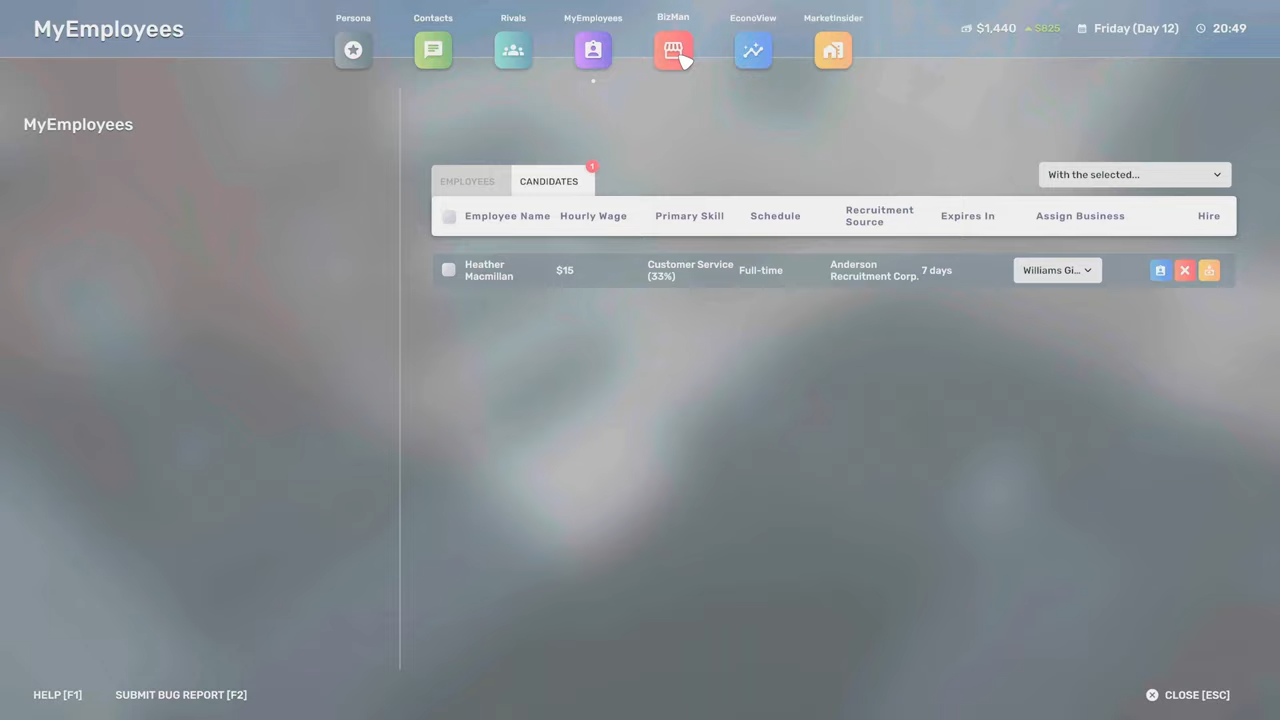 MyEmployees
Persona
Contacts
Rivals
MyEmployees
BizMan
EconoView
MarketInsider
$1,440
$825
Friday (Day 12)
20:49
MyEmployees
EMPLOYEES
CANDIDATES
1
With the selected...
Employee Name
Hourly Wage
Primary Skill
Schedule
Recruitment
Source
Expires In
Assign Business
Hire
Heather
Macmillan
$15
Customer Service
(33%)
Full-time
Anderson
Recruitment Corp.
7 days
Williams Gi...
HELP [F1]
SUBMIT BUG REPORT [F2]
CLOSE [ESC]